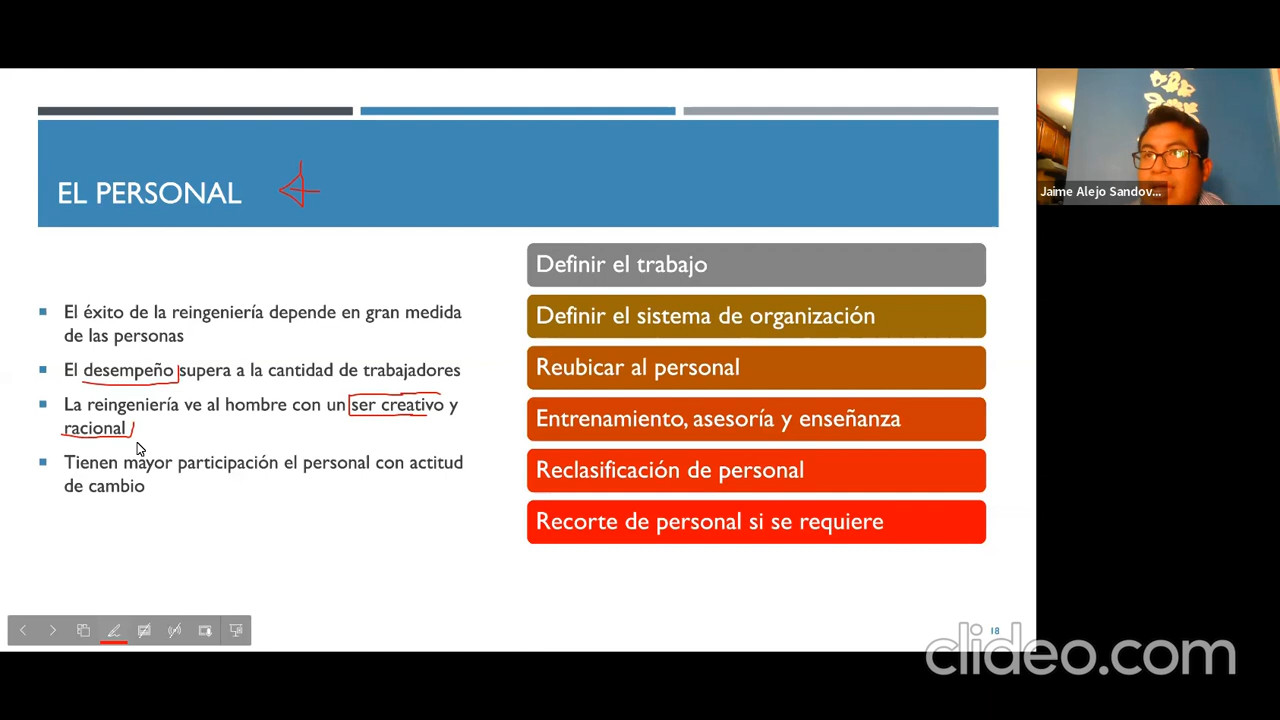 EL PERSONAL
El éxito de la reingeniería depende en gran medida
de las personas
El desempeño supera a la cantidad de trabajadores
La reingeniería ve al hombre con un ser creativo y
racional
Tienen mayor participación el personal con actitud
de cambio
Definir el trabajo
Definir el sistema de organización
Reubicar al personal
Entrenamiento, asesoría y enseñanza
Reclasificación de personal
Recorte de personal si se requiere
18
Jaime Alejo Sandov...
clideo.com